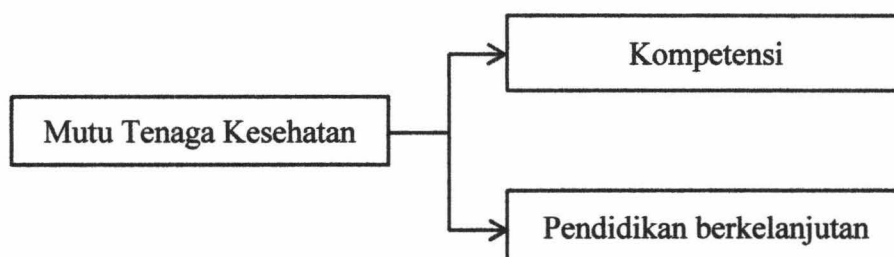 Kompetensi
Mutu Tenaga Kesehatan
Pendidikan berkelanjutan